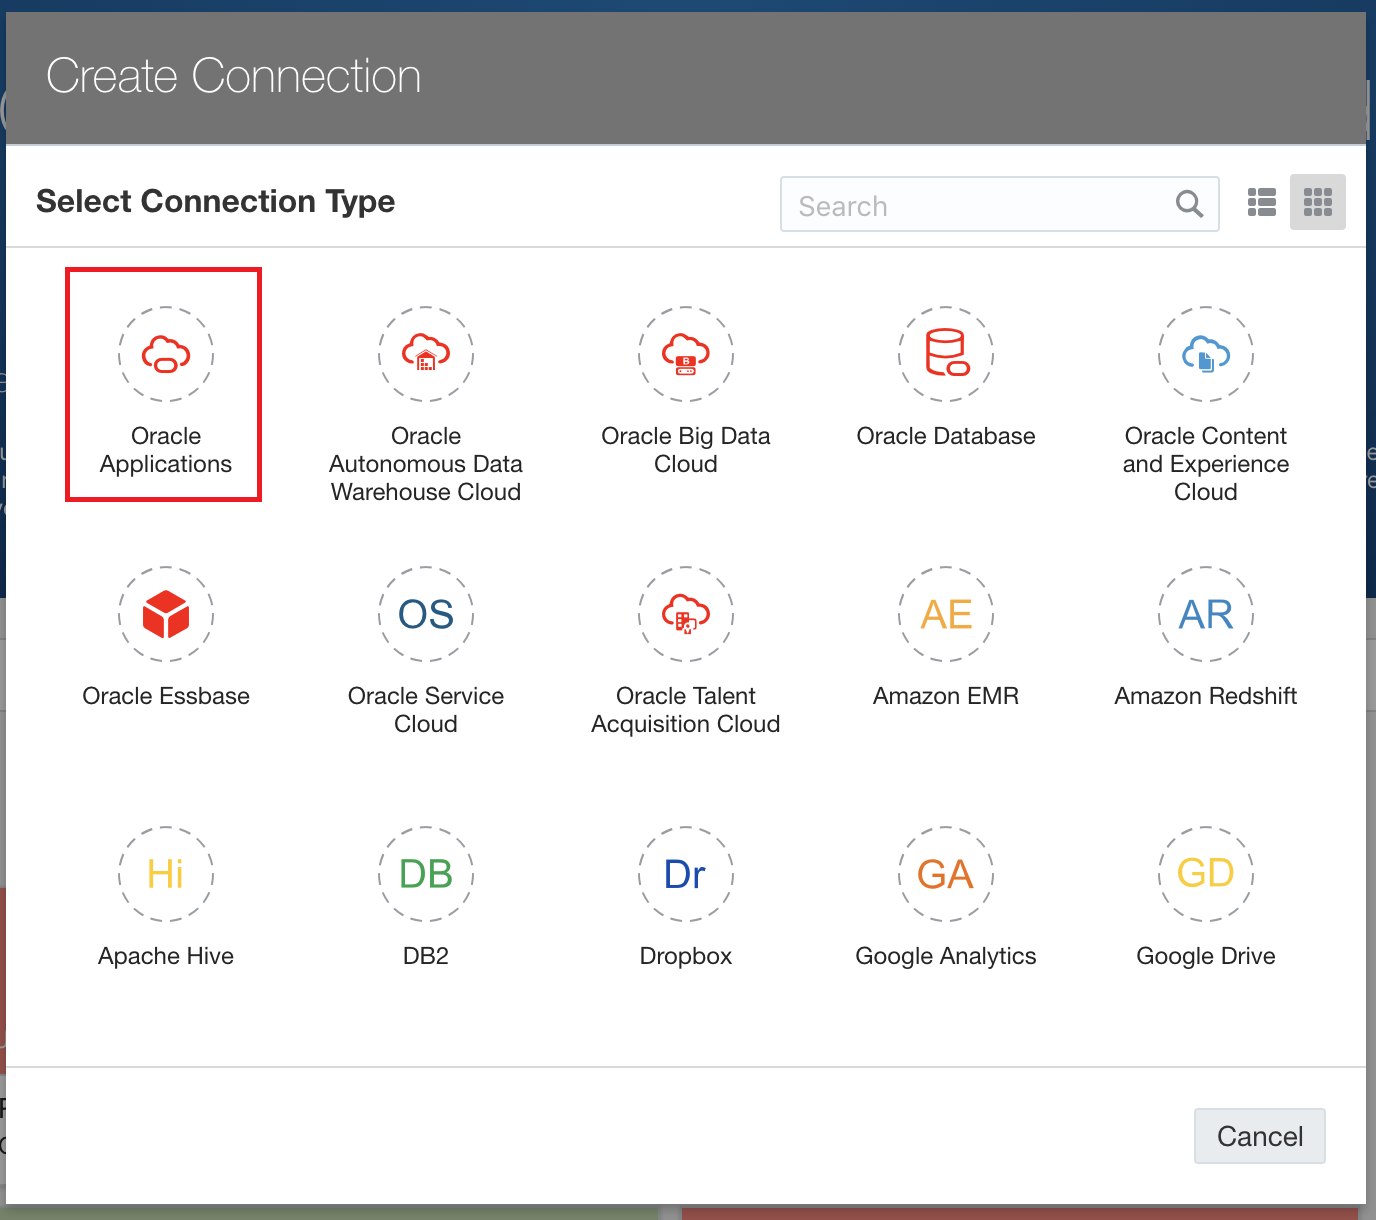 Create Connection
Select Connection Type
Search
Oracle
Applications
Oracle
Autonomous Data
Warehouse Cloud
B
Oracle Big Data
Cloud
Oracle Database
Oracle Content
and Experience
Cloud
Oracle Essbase
OS
Oracle Service
Cloud
Oracle Talent
Acquisition Cloud
AE
Amazon EMR
AR
Amazon Redshift
Hi
Apache Hive
DB
DB2
Dr
Dropbox
GA
Google Analytics
GD
Google Drive
Cancel